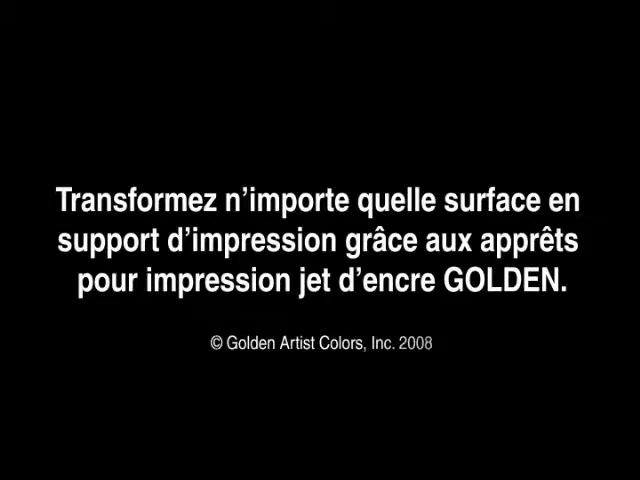 Transformez n’importe quelle surface en
support d’impression grâce aux apprêts
pour impression jet d’encre GOLDEN.
© Golden Artist Colors, Inc. 2008